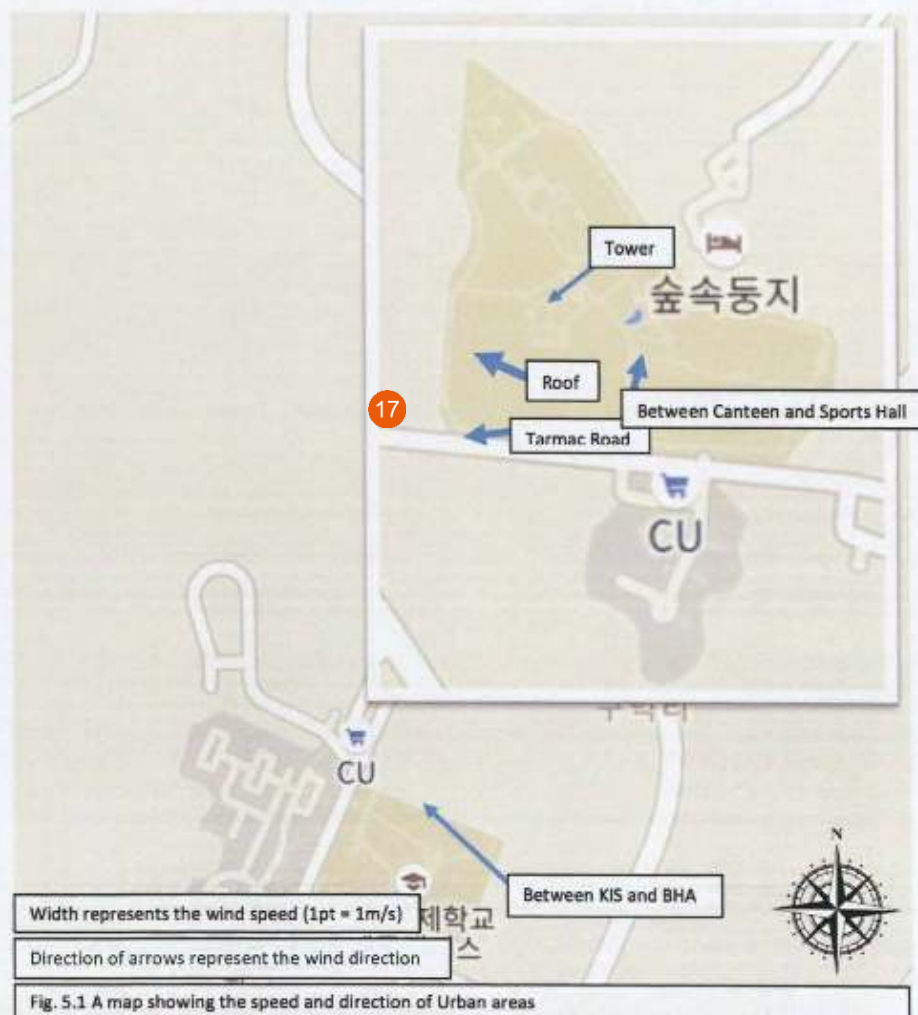 Tower
숲속둥지
Roof
17
Between Canteen and Sports Hall
Tarmac Road
CU
CU
N
Between KIS and BHA
Width represents the wind speed (1pt = 1m/s)
제학교
스
Direction of arrows represent the wind direction
Fig. 5.1 A map showing the speed and direction of Urban areas